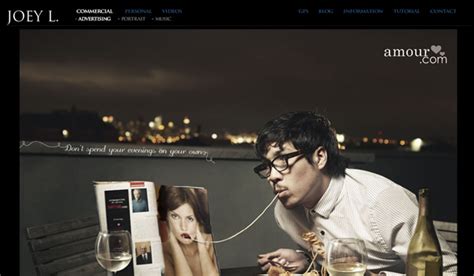 JOEY L.
COMMERCIAL PERSONAL VIDEOS
• ADVERTISING • PORTRAIT • MUSIC
GPS BLOG INFORMATION TUTORIAL CONTACT
amour
.com
Don't spend your evenings on your own.